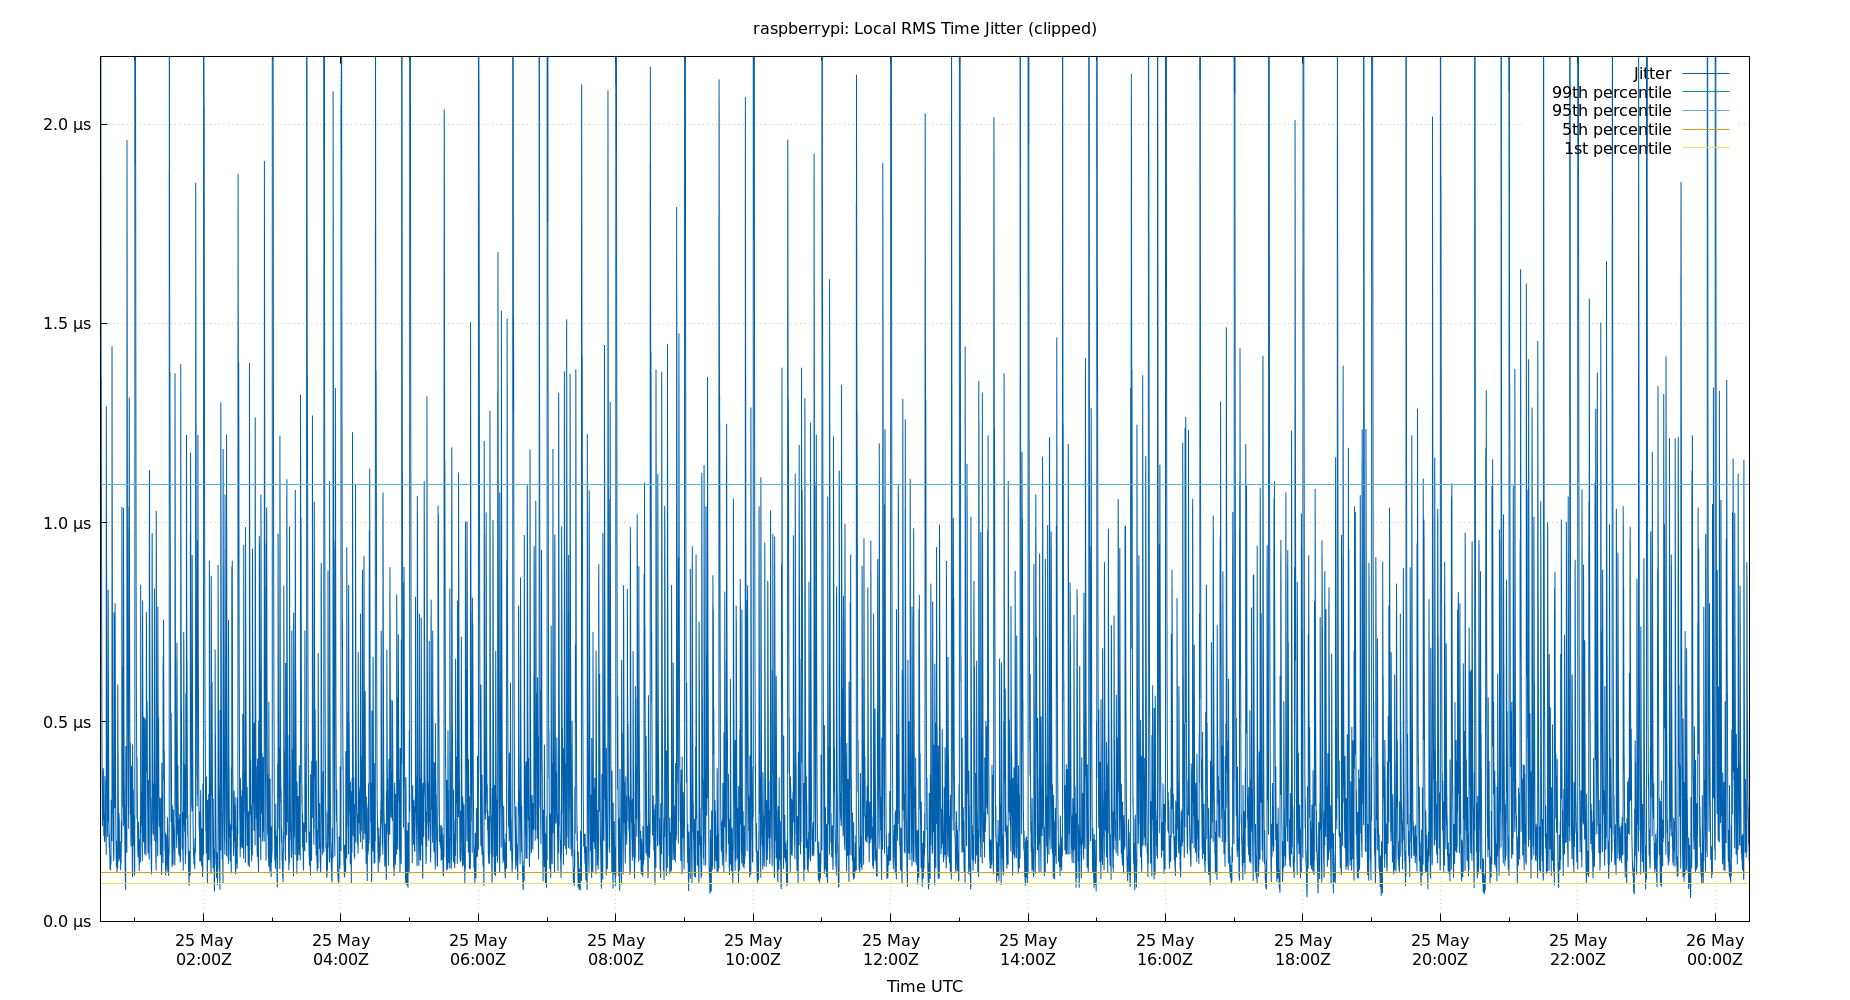 raspberrypi: Local RMS Time Jitter (clipped)
Jitter
99th percentile
95th percentile
5th percentile
1st percentile
2.0 µs
1.5 µs
1.0 µs
0.5 µs
0.0 µs
25 May 25 May 25 May 25 May 25 May 25 May 25 May 25 May 25 May 25 May 25 May 26 May
02:00Z 04:00Z 06:00Z 08:00Z 10:00Z 12:00Z 14:00Z 16:00Z 18:00Z 20:00Z 22:00Z 00:00Z
Time UTC